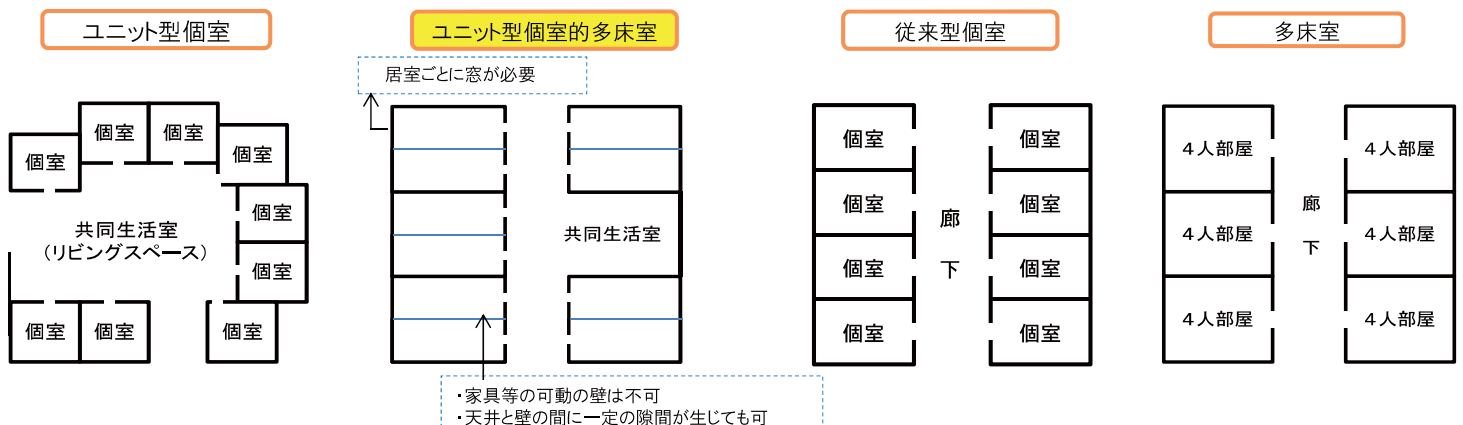 ユニット型個室
ユニット型個室的多床室
従来型個室
多床室
居室ごとに窓が必要
個室
個室
個室
個室
個室
個室
個室
個室
個室
共同生活室
(リビングスペース)
共同生活室
・家具等の可動の壁は不可
・天井と壁の間に一定の隙間が生じても可
個室
個室
個室
個室
個室
個室
個室
個室
廊
下
4人部屋
4人部屋
4人部屋
4人部屋
4人部屋
4人部屋
廊
下